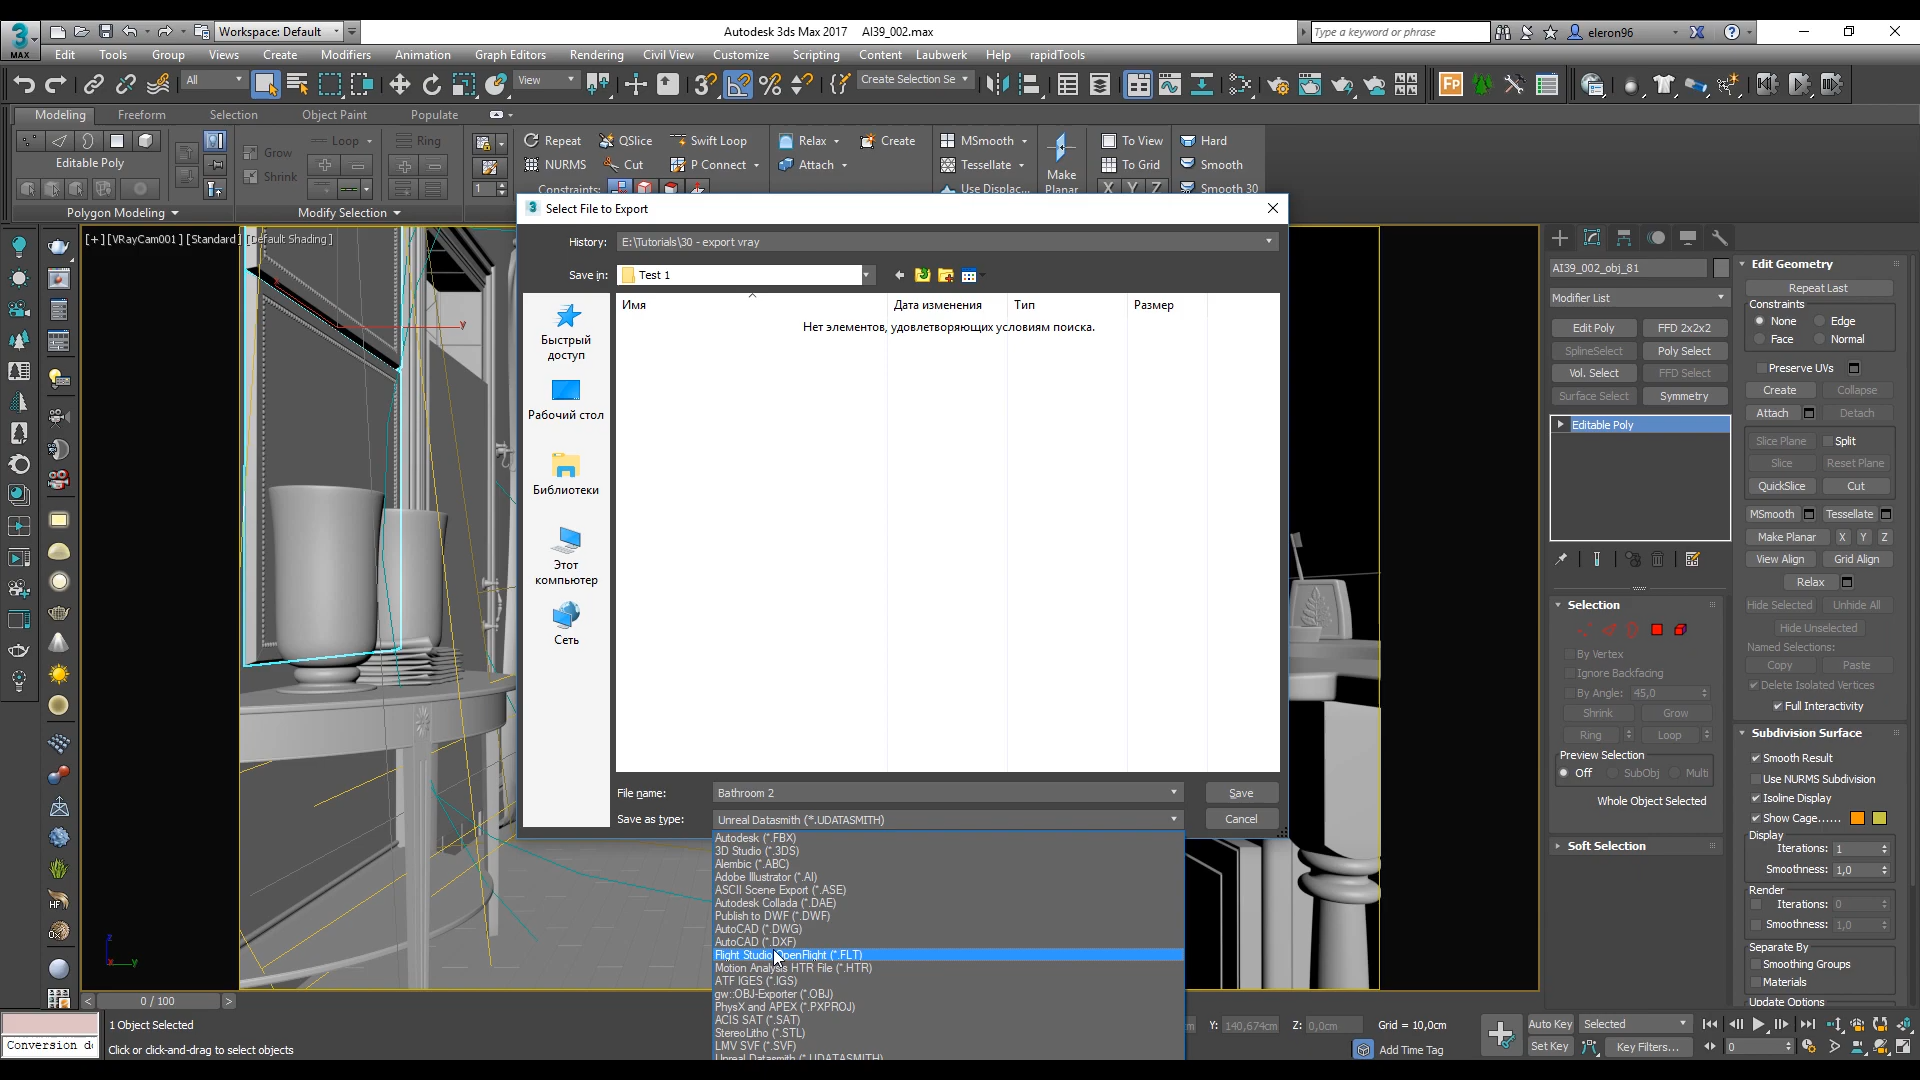 3
MAX
Workspace: Default
Autodesk 3ds Max 2017 AI39_002.max
Type a keyword or phrase
eleron96
Edit Tools Group Views Create Modifiers Animation Graph Editors Rendering Civil View Customize Scripting Content Laubwerk Help rapidTools
All
View
3
Create Selection Se
Fp
Modeling Freeform Selection Object Paint Populate
Loop Ring Repeat QSlice Swift Loop Relax Create MSmooth To View Hard
Editable Poly Grow NURMS Cut P Connect Attach Tessellate To Grid Smooth
Shrink 1 Constraints: Use Displac... Make Planar X Y Z Smooth 30
Polygon Modeling Modify Selection
[+] [VRayCam001] [Standard] [Default Shading]
y
z
x
y
HF
3 Select File to Export
History: E:\Tutorials\30 - export vray
Save in: Test 1
Имя Дата изменения Тип Размер
Нет элементов, удовлетворяющих условиям поиска.
Быстрый
доступ
Рабочий стол
Библиотеки
Этот
компьютер
Сеть
File name: Bathroom 2 Save
Save as type: Unreal Datasmith (*.UDATASMITH) Cancel
Autodesk (*.FBX)
3D Studio (*.3DS)
Alembic (*.ABC)
Adobe Illustrator (*.AI)
ASCII Scene Export (*.ASE)
Autodesk Collada (*.DAE)
Publish to DWF (*.DWF)
AutoCAD (*.DWG)
AutoCAD (*.DXF)
Flight Studio OpenFlight (*.FLT)
Motion Analysis HTR File (*.HTR)
ATF IGES (*.IGS)
gw::OBJ-Exporter (*.OBJ)
PhysX and APEX (*.PXPROJ)
ACIS SAT (*.SAT)
StereoLitho (*.STL)
LMV SVF (*.SVF)
Unreal Datasmith (*.UDATASMITH)
AI39_002_obj_81
Modifier List
Edit Poly FFD 2x2x2
SplineSelect Poly Select
Vol. Select FFD Select
Surface Select Symmetry
Editable Poly
Selection
By Vertex
Ignore Backfacing
By Angle: 45,0
Shrink Grow
Ring Loop
Preview Selection
Off SubObj Multi
Whole Object Selected
Soft Selection
Edit Geometry
Repeat Last
Constraints
None Edge
Face Normal
Preserve UVs
Create Collapse
Attach Detach
Slice Plane Split
Slice Reset Plane
QuickSlice Cut
MSmooth Tessellate
Make Planar X Y Z
View Align Grid Align
Relax
Hide Selected Unhide All
Hide Unselected
Named Selections:
Copy Paste
Delete Isolated Vertices
Full Interactivity
Subdivision Surface
Smooth Result
Use NURMS Subdivision
Isoline Display
Show Cage......
Display
Iterations: 1
Smoothness: 1,0
Render
Iterations: 0
Smoothness: 1,0
Separate By
Smoothing Groups
Materials
Update Options
< 0 / 100 >
1 Object Selected
Click or click-and-drag to select objects
m Y: 140,674cm Z: 0,0cm Grid = 10,0cm
Add Time Tag
Auto Key Selected
Set Key Key Filters... 0